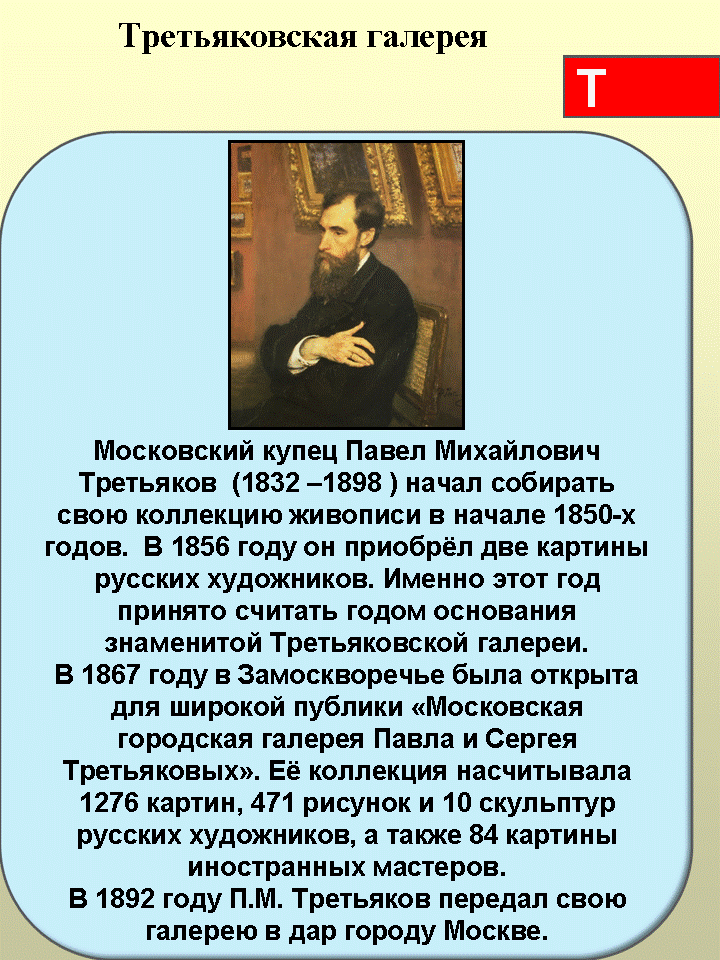 Третьяковская галерея
Т
Московский купец Павел Михайлович
Третьяков (1832 –1898 ) начал собирать
свою коллекцию живописи в начале 1850-х
годов. В 1856 году он приобрёл две картины
русских художников. Именно этот год
принято считать годом основания
знаменитой Третьяковской галереи.
В 1867 году в Замоскворечье была открыта
для широкой публики «Московская
городская галерея Павла и Сергея
Третьяковых». Её коллекция насчитывала
1276 картин, 471 рисунок и 10 скульптур
русских художников, а также 84 картины
иностранных мастеров.
В 1892 году П.М. Третьяков передал свою
галерею в дар городу Москве.